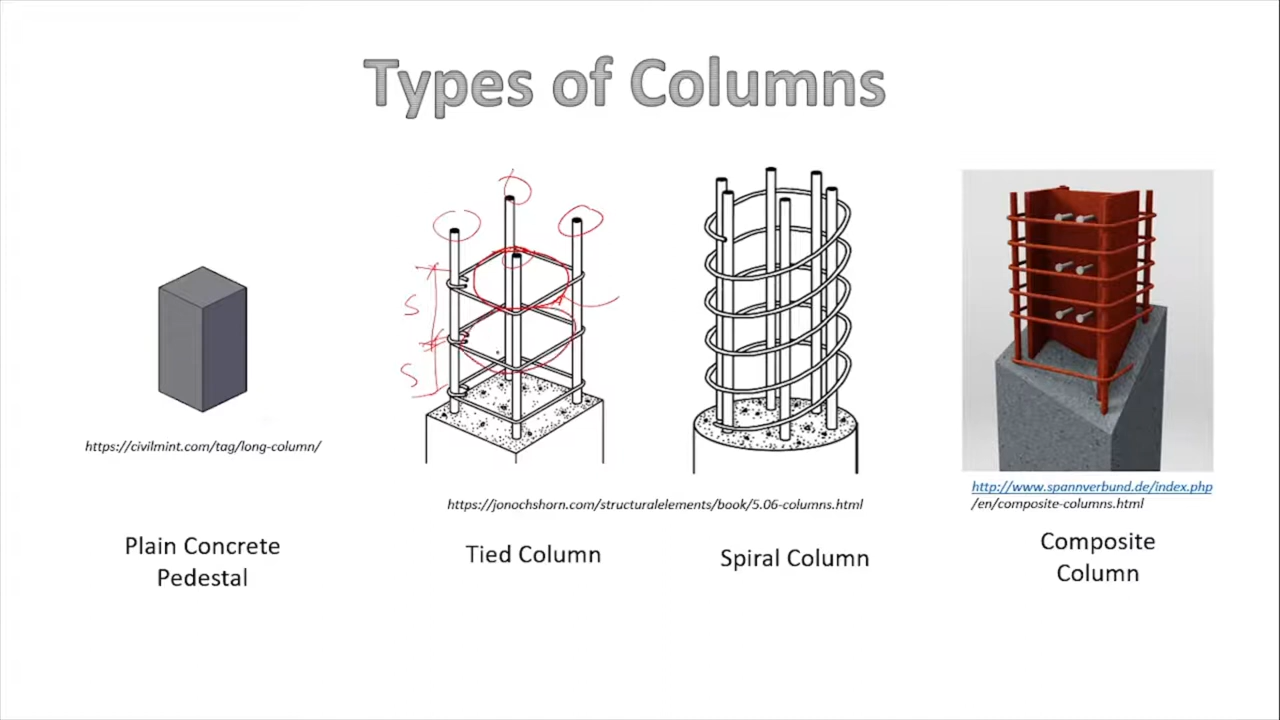 Types of Columns
S
S
https://civilmint.com/tag/long-column/
https://jonochshorn.com/structuralelements/book/5.06-columns.html
http://www.spannverbund.de/index.php
/en/composite-columns.html
Plain Concrete
Pedestal
Tied Column
Spiral Column
Composite
Column